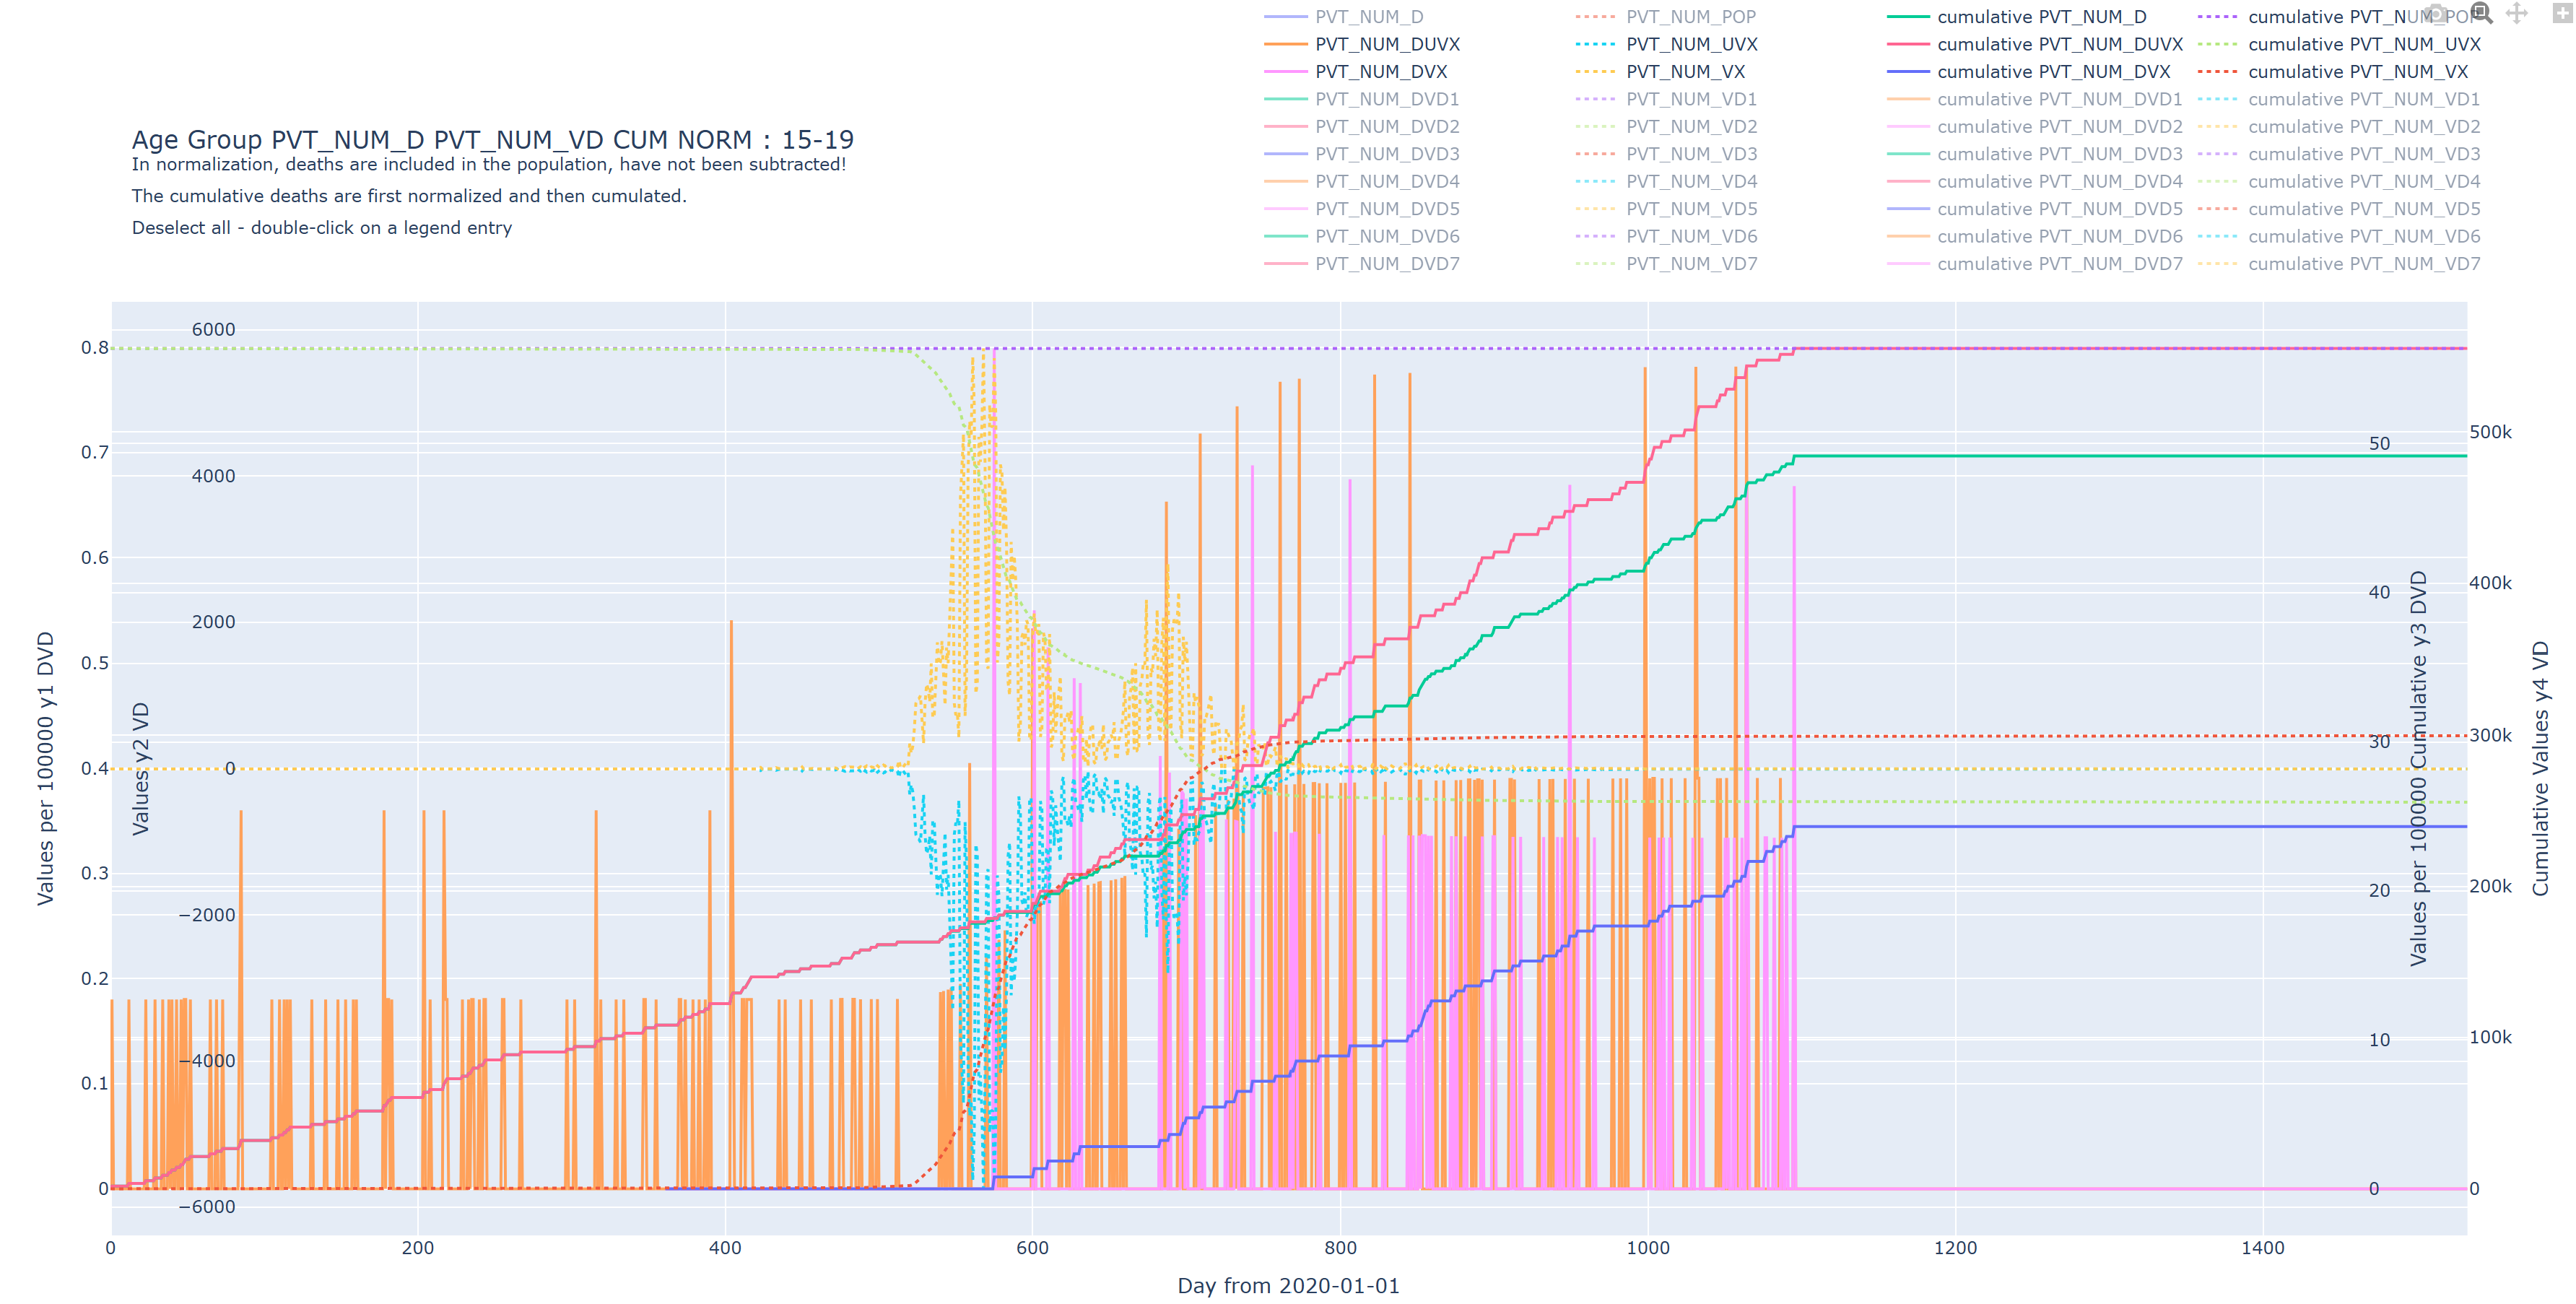 PVT_NUM_D PVT_NUM_POP cumulative PVT_NUM_D cumulative PVT_NUM_POP
PVT_NUM_DUVX PVT_NUM_UVX cumulative PVT_NUM_DUVX cumulative PVT_NUM_UVX
PVT_NUM_DVX PVT_NUM_VX cumulative PVT_NUM_DVX cumulative PVT_NUM_VX
PVT_NUM_DVD1 PVT_NUM_VD1 cumulative PVT_NUM_DVD1 cumulative PVT_NUM_VD1
PVT_NUM_DVD2 PVT_NUM_VD2 cumulative PVT_NUM_DVD2 cumulative PVT_NUM_VD2
PVT_NUM_DVD3 PVT_NUM_VD3 cumulative PVT_NUM_DVD3 cumulative PVT_NUM_VD3
PVT_NUM_DVD4 PVT_NUM_VD4 cumulative PVT_NUM_DVD4 cumulative PVT_NUM_VD4
PVT_NUM_DVD5 PVT_NUM_VD5 cumulative PVT_NUM_DVD5 cumulative PVT_NUM_VD5
PVT_NUM_DVD6 PVT_NUM_VD6 cumulative PVT_NUM_DVD6 cumulative PVT_NUM_VD6
PVT_NUM_DVD7 PVT_NUM_VD7 cumulative PVT_NUM_DVD7 cumulative PVT_NUM_VD7
Age Group PVT_NUM_D PVT_NUM_VD CUM NORM : 15-19
In normalization, deaths are included in the population, have not been subtracted!
The cumulative deaths are first normalized and then cumulated.
Deselect all - double-click on a legend entry
Values per 100000 y1 DVD
0.8
0.7
0.6
0.5
0.4
0.3
0.2
0.1
0
Values y2 VD
6000
4000
2000
0
−2000
−4000
−6000
50
40
30
20
10
0
Values per 100000 Cumulative y3 DVD
500k
400k
300k
200k
100k
0
Cumulative Values y4 VD
0 200 400 600 800 1000 1200 1400
Day from 2020-01-01